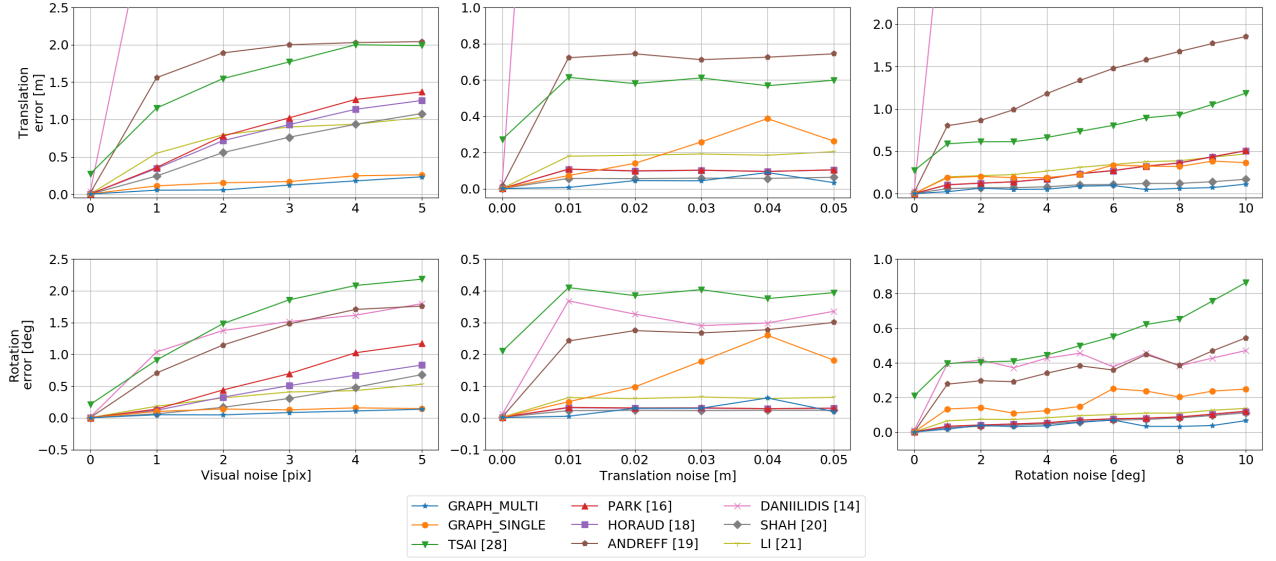 Translation
error [m]
2.5
2.0
1.5
1.0
0.5
0.0
0 1 2 3 4 5
1.0
0.8
0.6
0.4
0.2
0.0
0.00 0.01 0.02 0.03 0.04 0.05
2.0
1.5
1.0
0.5
0.0
0 2 4 6 8 10
Rotation
error [deg]
2.5
2.0
1.5
1.0
0.5
0.0
−0.5
0 1 2 3 4 5
Visual noise [pix]
0.5
0.4
0.3
0.2
0.1
0.0
−0.1
0.00 0.01 0.02 0.03 0.04 0.05
Translation noise [m]
1.0
0.8
0.6
0.4
0.2
0.0
0 2 4 6 8 10
Rotation noise [deg]
GRAPH_MULTI
GRAPH_SINGLE
TSAI [28]
PARK [16]
HORAUD [18]
ANDREFF [19]
DANIILIDIS [14]
SHAH [20]
LI [21]